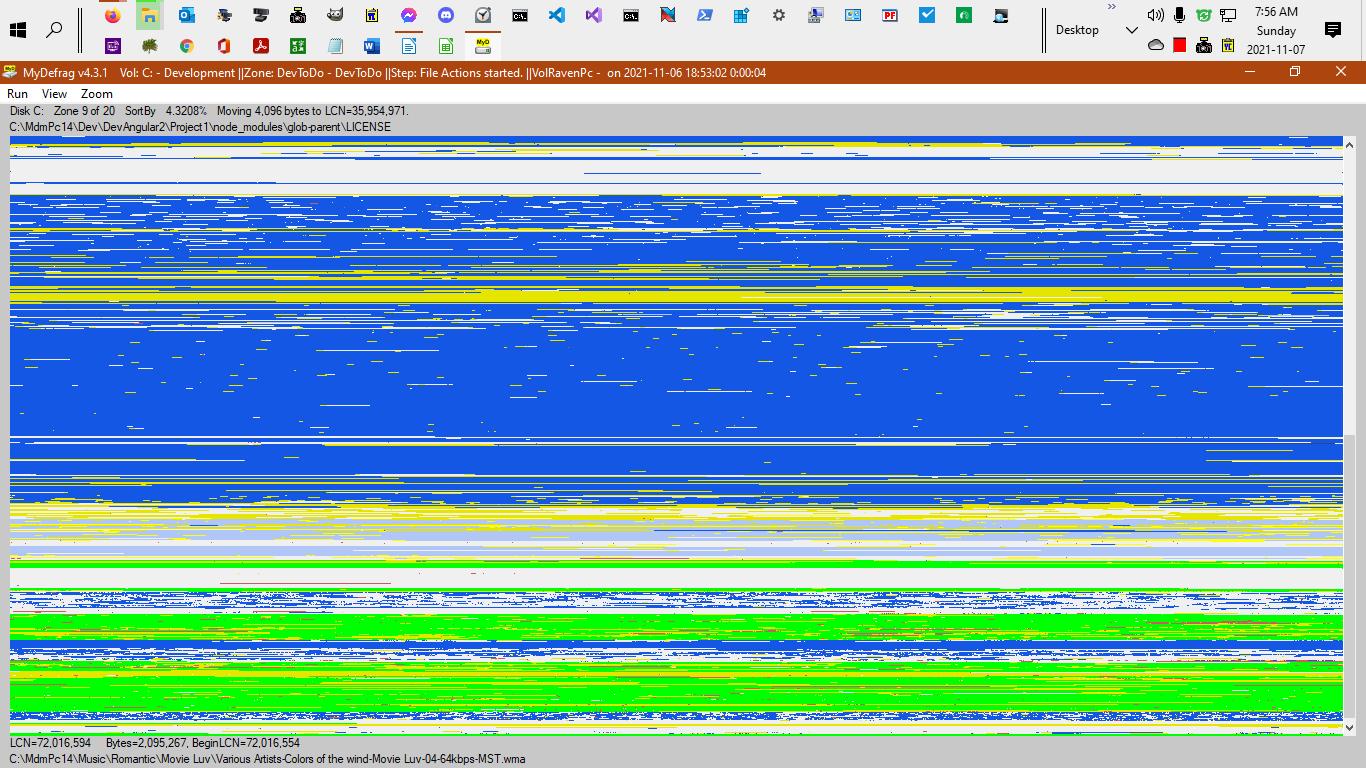 7:56 AM
Desktop
Sunday
2021-11-07
MyDefrag v4.3.1 Vol: C: - Development ||Zone: DevToDo - DevToDo ||Step: File Actions started. ||VolRavenPc - on 2021-11-06 18:53:02 0:00:04
Run View Zoom
Disk C: Zone 9 of 20 SortBy 4.3208% Moving 4,096 bytes to LCN=35,954,971.
C:\MdmPc14\Dev\DevAngular2\Project1\node_modules\glob-parent\LICENSE
LCN=72,016,594 Bytes=2,095,267, BeginLCN=72,016,554
C:\MdmPc14\Music\Romantic\Movie Luv\Various Artists-Colors of the wind-Movie Luv-04-64kbps-MST.wma